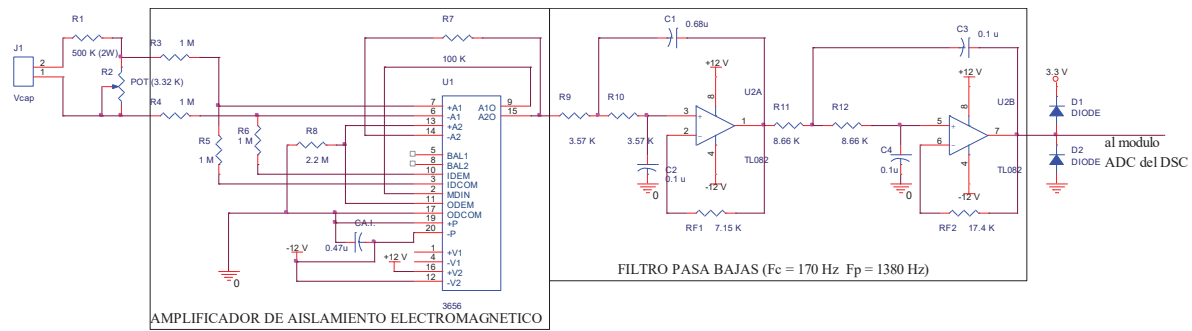 J1
2
1
Vcap
R1
500 K (2W)
R2
POT (3.32 K)
R3
1 M
R4
1 M
R5
1 M
R6
1 M
R8
2.2 M
R7
100 K
U1
7
6
13
14
5
8
10
3
2
11
17
19
20
1
4
16
12
+A1
-A1
+A2
-A2
BAL1
BAL2
IDEM
IDCOM
MDIN
ODEM
ODCOM
+P
-P
+V1
-V1
+V2
-V2
A1O
A2O
9
15
3656
CA.I.
0.47u
-12 V
+12 V
0
AMPLIFICADOR DE AISLAMIENTO ELECTROMAGNETICO
R9
3.57 K
R10
3.57 K
C1
0.68u
C2
0.1 u
0
+12 V
U2A
8
3
+
2
-
1
4
TL082
-12 V
RF1
7.15 K
R11
8.66 K
R12
8.66 K
C3
0.1 u
C4
0.1u
0
+12 V
U2B
8
5
+
6
-
7
4
TL082
-12 V
RF2
17.4 K
FILTRO PASA BAJAS (Fc = 170 Hz Fp = 1380 Hz)
3.3 V
D1
DIODE
D2
DIODE
0
al modulo
ADC del DSC